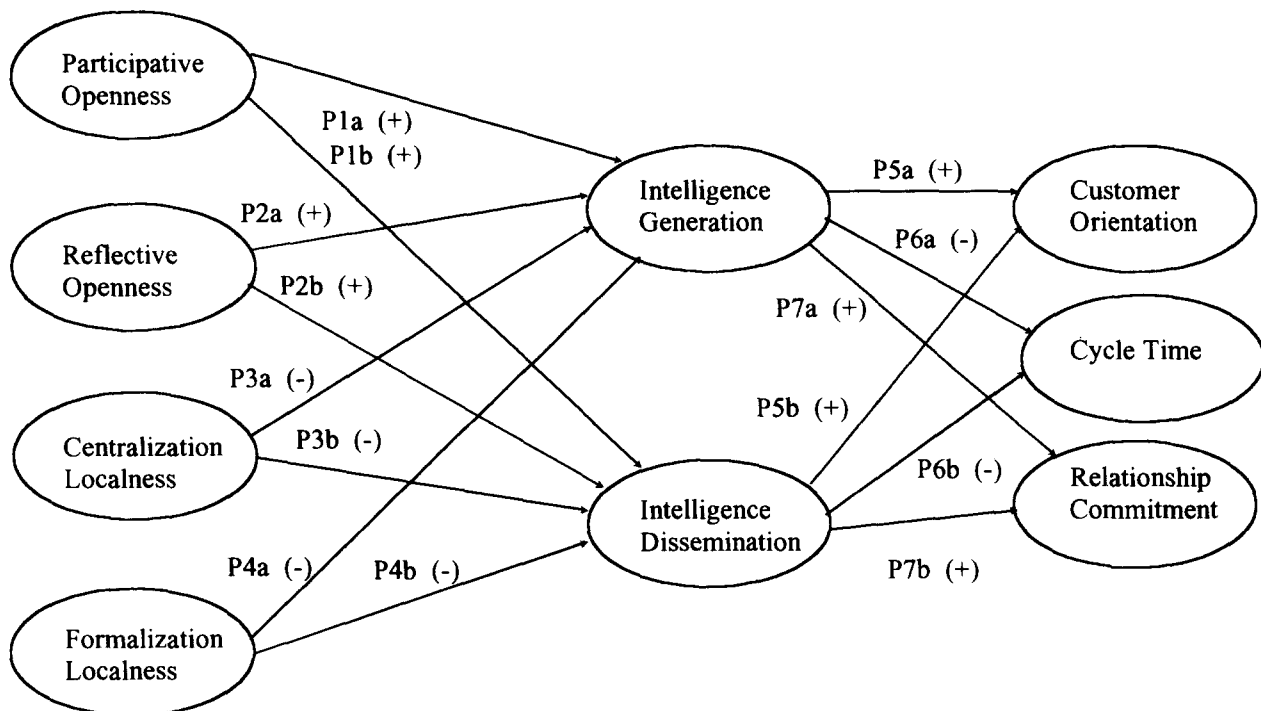 Participative
Openness
P1a (+)
P1b (+)
Intelligence
Generation
P5a (+)
Customer
Orientation
P2a (+)
P6a (-)
Reflective
Openness
P2b (+)
P7a (+)
Cycle Time
P3a (-)
P5b (+)
Centralization
Localness
P3b (-)
P6b (-)
Relationship
Commitment
Intelligence
Dissemination
P4a (-)
P4b (-)
P7b (+)
Formalization
Localness